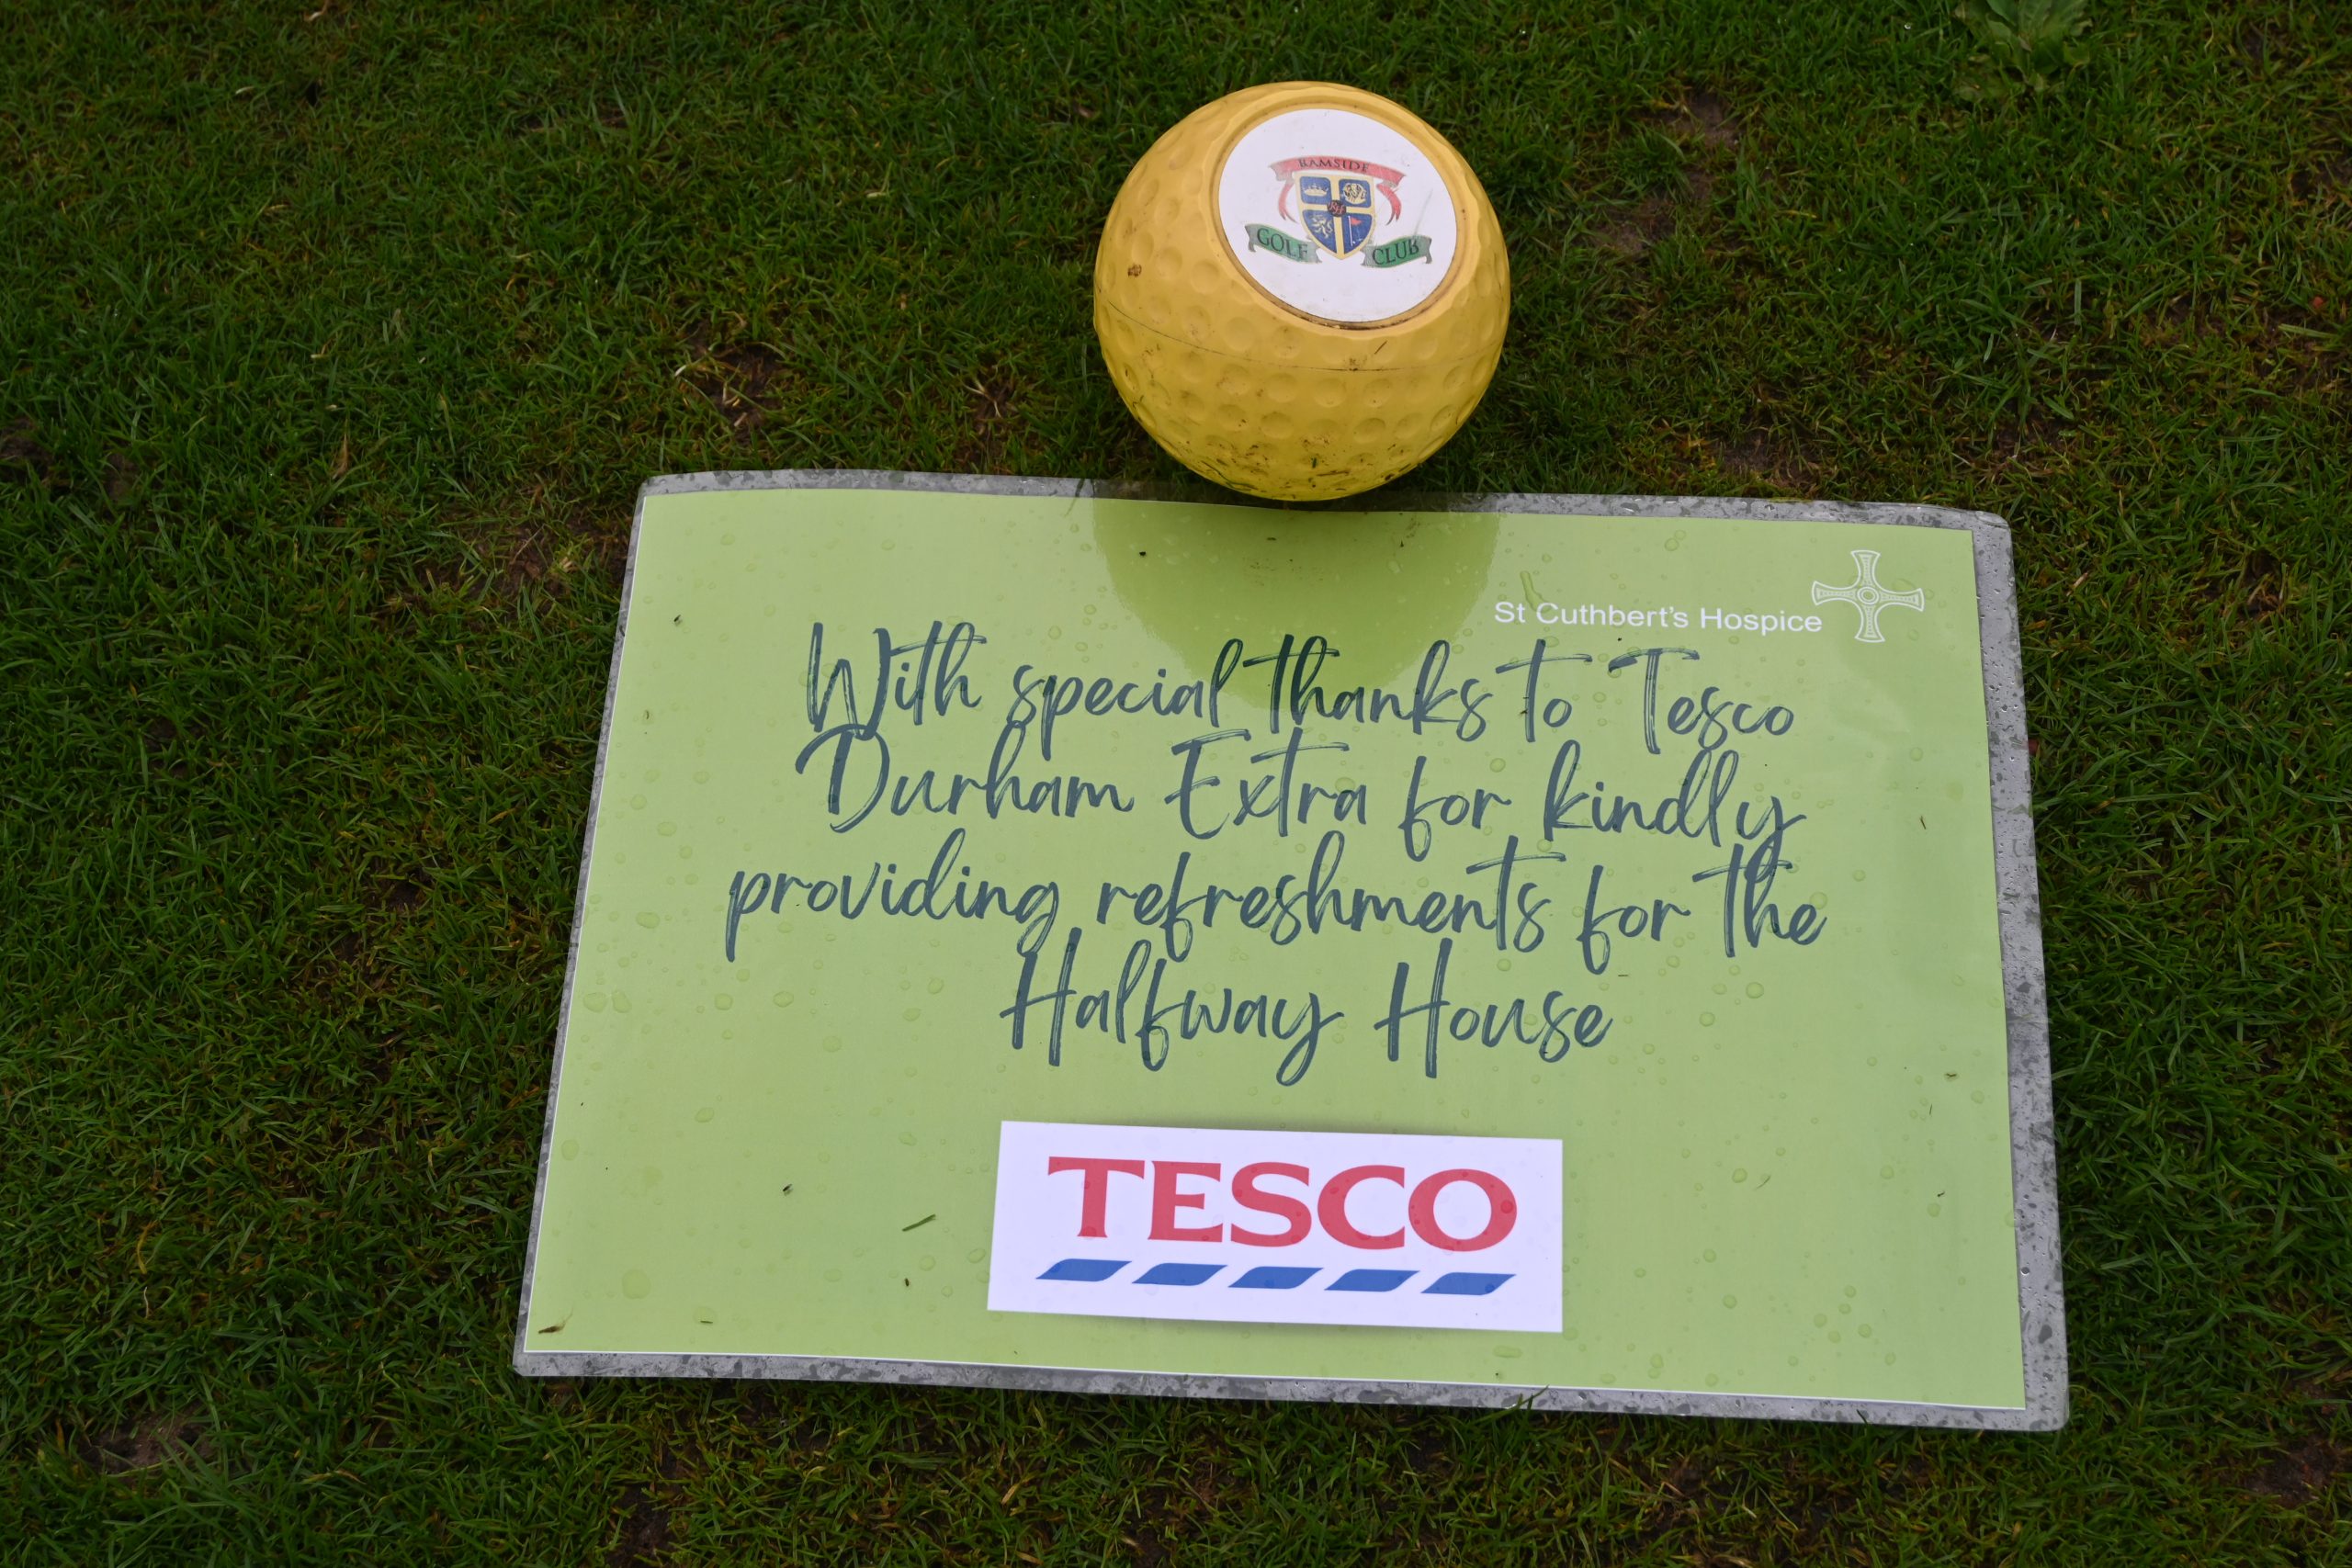 RAMSIDE
GOLF CLUB
St Cuthbert's Hospice
With special thanks to Tesco
Durham Extra for kindly
providing refreshments for the
Halfway House
TESCO